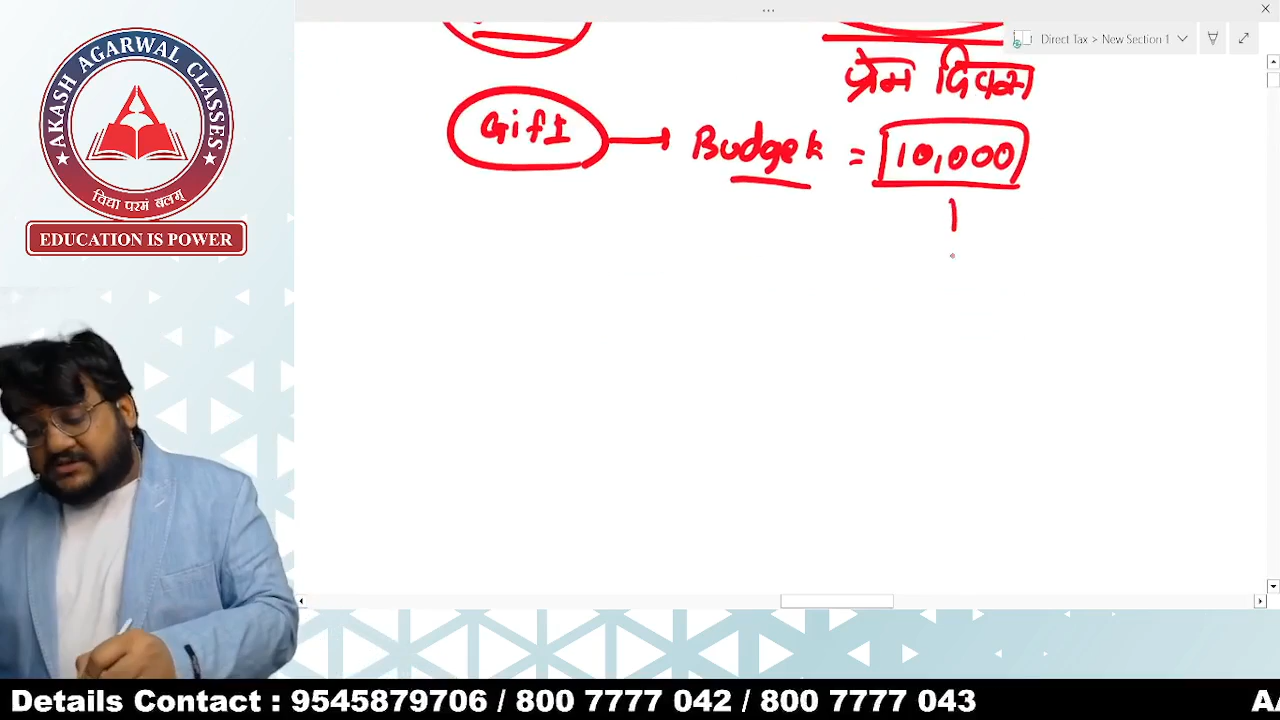 Direct Tax > New Section 1
प्रेम दिवस
Gift → Budget = 10,000
AKASH AGARWAL CLASSES
विद्या परमं बलम्
EDUCATION IS POWER
Details Contact : 9545879706 / 800 7777 042 / 800 7777 043